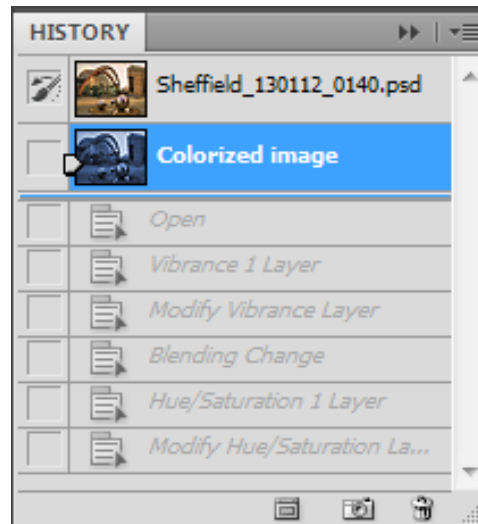 HISTORY
Sheffield_130112_0140.psd
Colorized image
Open
Vibrance 1 Layer
Modify Vibrance Layer
Blending Change
Hue/Saturation 1 Layer
Modify Hue/Saturation La...